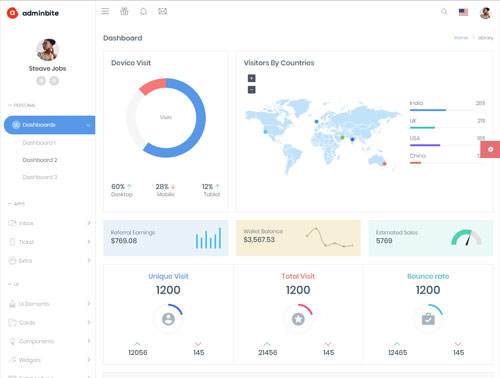 adminbite
Steave Jobs
PERSONAL
Dashboards
Dashboard 1
Dashboard 2
Dashboard 3
APPS
Inbox
Ticket
Extra
UI
Ui Elements
Cards
Components
Widgets
Dashboard
Home / Library
Device Visit
Visits
60% ↑ 28% ↓ 12% ↑
Desktop Mobile Tablet
Visitors By Countries
+
−
India 28%
UK 21%
USA 18%
China
Referral Earnings
$769.08
Wallet Balance
$3,567.53
Estimated Sales
5769
Unique Visit
1200
12056 145
Total Visit
1200
21456 145
Bounce rate
1200
12465 145